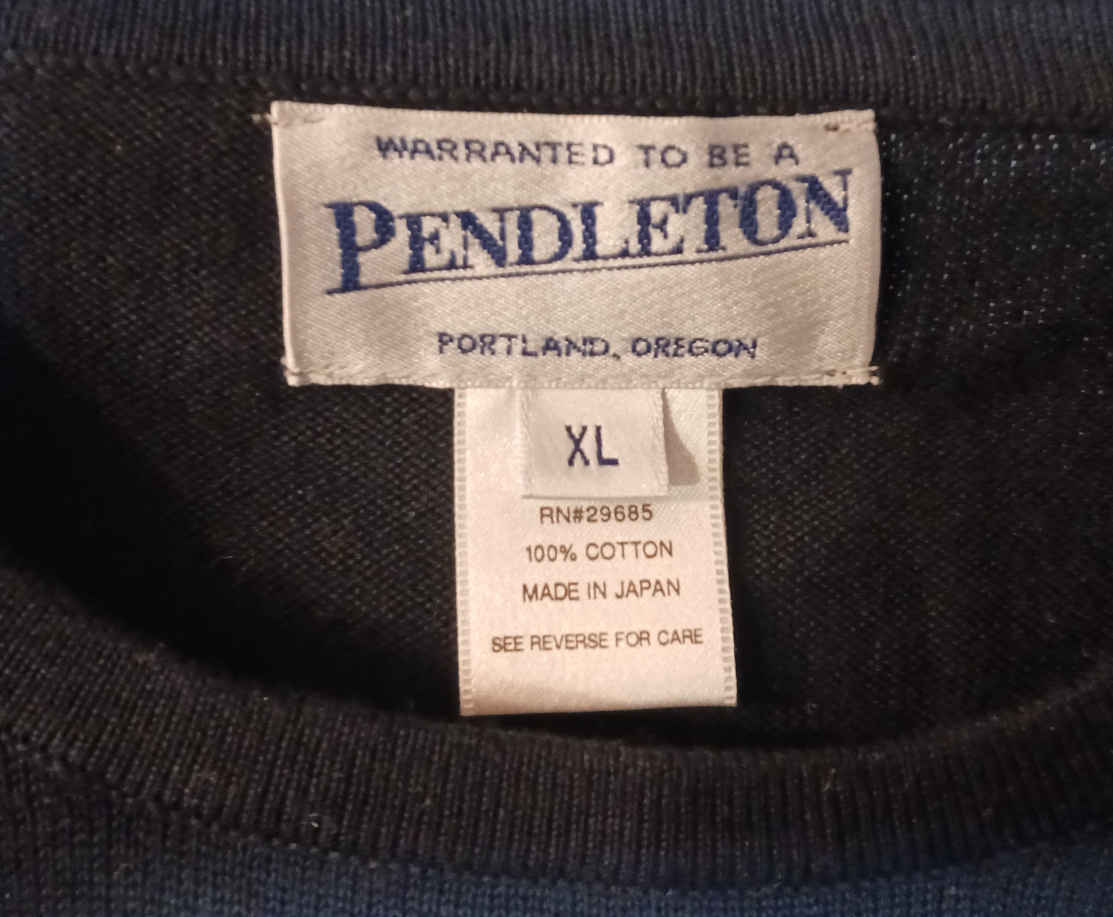 WARRANTED TO BE A
PENDLETON
PORTLAND, OREGON
XL
RN#29685
100% COTTON
MADE IN JAPAN
SEE REVERSE FOR CARE